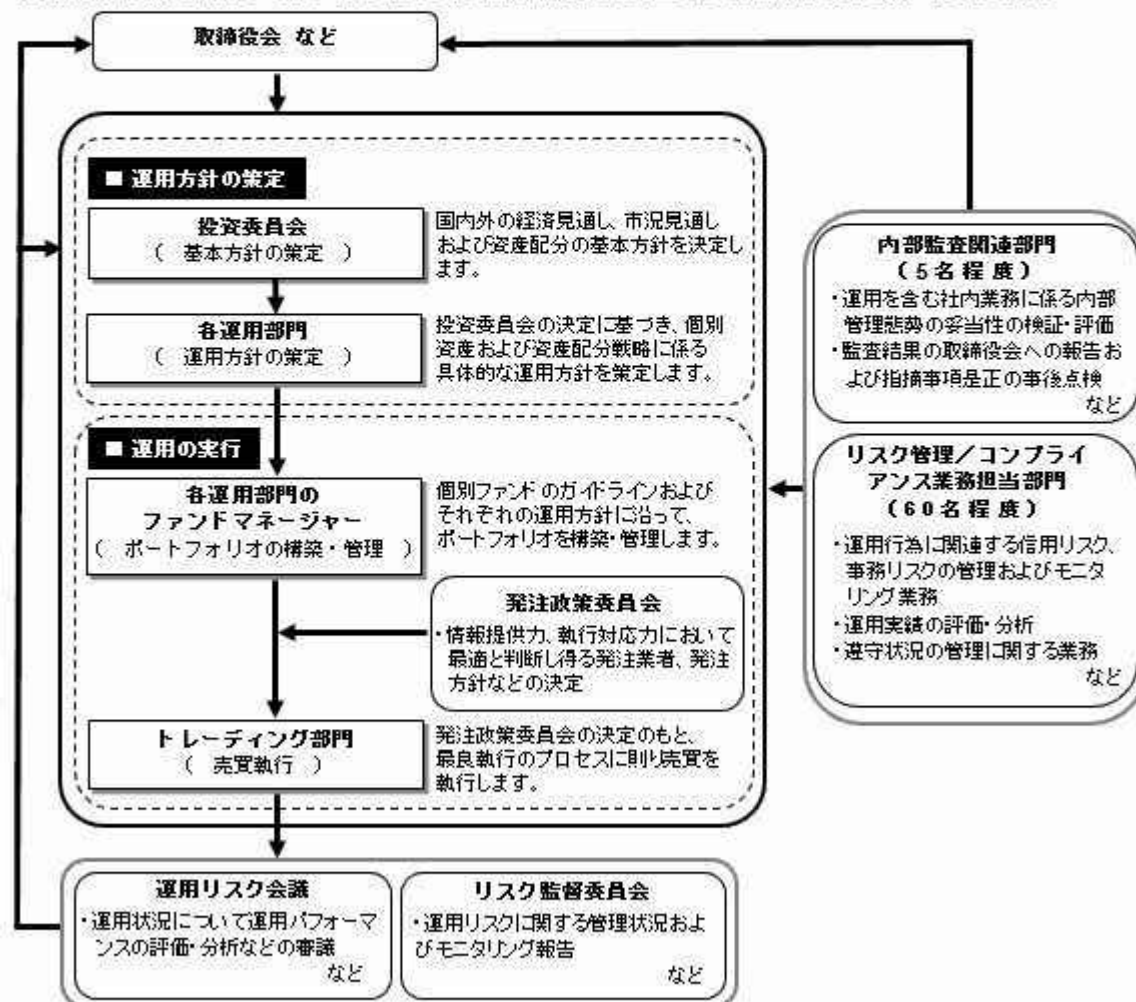 取締役会 など
■ 運用方針の策定
投資委員会
( 基本方針の策定 )
国内外の経済見通し、市況見通し
および資産配分の基本方針を決定し
ます。
各運用部門
( 運用方針の策定 )
投資委員会の決定に基づき、個別
資産および資産配分戦略に係る
具体的な運用方針を策定します。
■ 運用の実行
各運用部門の
ファンドマネージャー
( ポートフォリオの構築・管理 )
個別ファンドのガイドラインおよび
それぞれの運用方針に沿って、
ポートフォリオを構築・管理します。
発注政策委員会
・情報提供力、執行対応力において
最適と判断し得る発注業者、発注
方針などの決定
トレーディング部門
( 売買執行 )
発注政策委員会の決定のもと、
最良執行のプロセスに則り売買を
執行します。
内部監査関連部門
(5名程度)
・運用を含む社内業務に係る内部
管理態勢の妥当性の検証・評価
・監査結果の取締役会への報告お
よび指摘事項是正の事後点検
など
リスク管理/コンプライ
アンス業務担当部門
(60名程度)
・運用行為に関連する信用リスク、
事務リスクの管理およびモニタ
リング業務
・運用実績の評価・分析
・遵守状況の管理に関する業務
など
運用リスク会議
・運用状況について運用パフォーマ
ンスの評価・分析などの審議
など
リスク監督委員会
・運用リスクに関する管理状況およ
びモニタリング報告
など